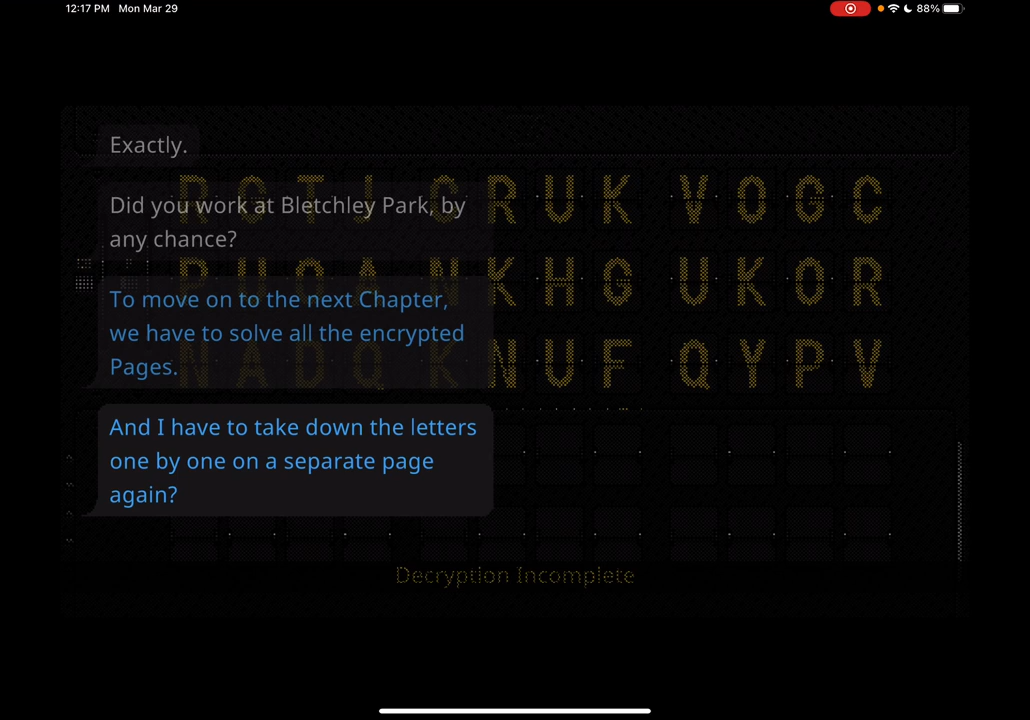 12:17 PM Mon Mar 29
88%
Exactly.
Did you work at Bletchley Park, by
any chance?
To move on to the next Chapter,
we have to solve all the encrypted
Pages.
And I have to take down the letters
one by one on a separate page
again?
R U K V O G C
K H G U K O R
N A D Q K N U F Q Y P V
Decryption Incomplete